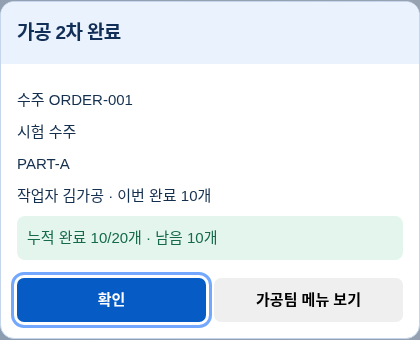 가공 2차 완료
수주 ORDER-001
시험 수주
PART-A
작업자 김가공 · 이번 완료 10개
누적 완료 10/20개 · 남음 10개
확인
가공팀 메뉴 보기